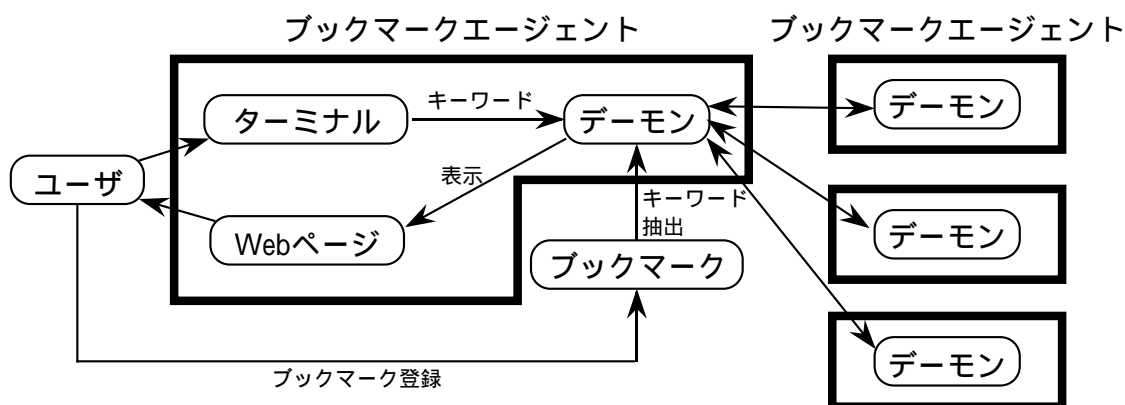 ブックマークエージェント
ブックマークエージェント
ターミナル
キーワード
デーモン
デーモン
ユーザ
表示
キーワード
抽出
Webページ
ブックマーク
デーモン
デーモン
ブックマーク登録